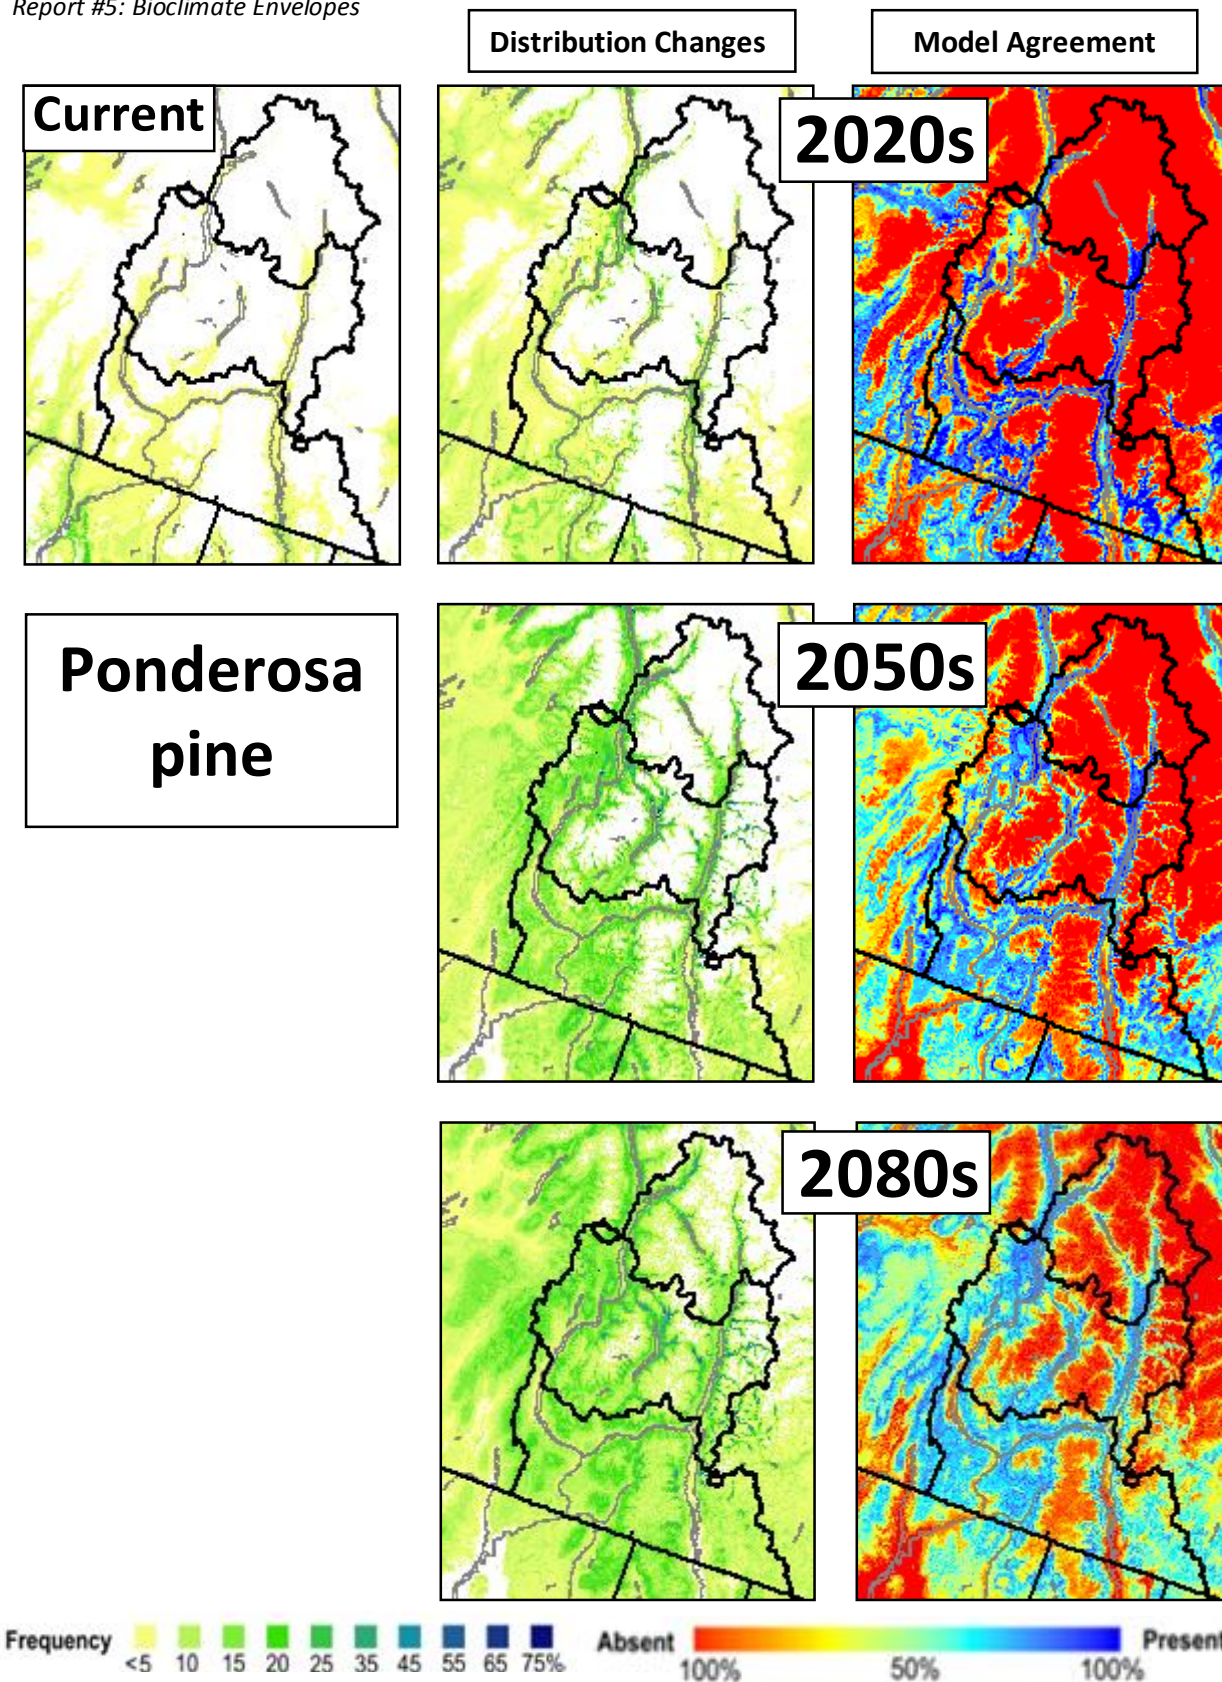 Report #5: Bioclimate Envelopes
Distribution Changes
Model Agreement
Current
2020s
Ponderosa
pine
2050s
2080s
Frequency <5 10 15 20 25 35 45 55 65 75%
Absent Present
100% 50% 100%